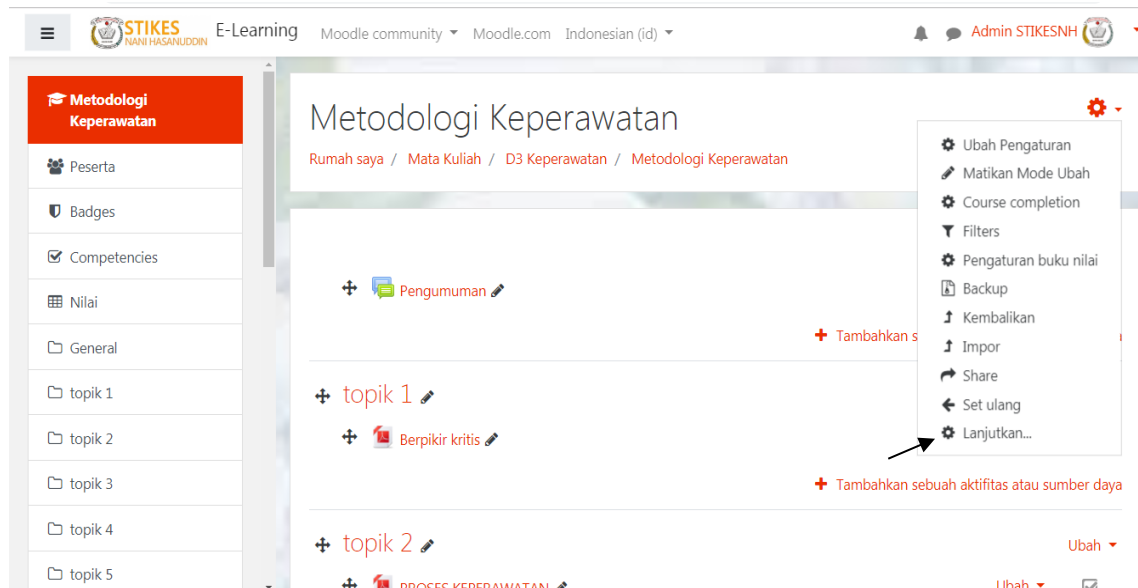 STIKES
NANI HASANUDDIN
E-Learning Moodle community Moodle.com Indonesian (id) Admin STIKESNH
Metodologi
Keperawatan
Peserta
Badges
Competencies
Nilai
General
topik 1
topik 2
topik 3
topik 4
topik 5
Metodologi Keperawatan
Rumah saya / Mata Kuliah / D3 Keperawatan / Metodologi Keperawatan
Ubah Pengaturan
Matikan Mode Ubah
Course completion
Filters
Pengaturan buku nilai
Backup
Kembalikan
Impor
Share
Set ulang
Lanjutkan...
Pengumuman
Tambahkan s
topik 1
Berpikir kritis
Tambahkan sebuah aktifitas atau sumber daya
topik 2
Ubah
PROSES KEPERAWATAN
Ubah